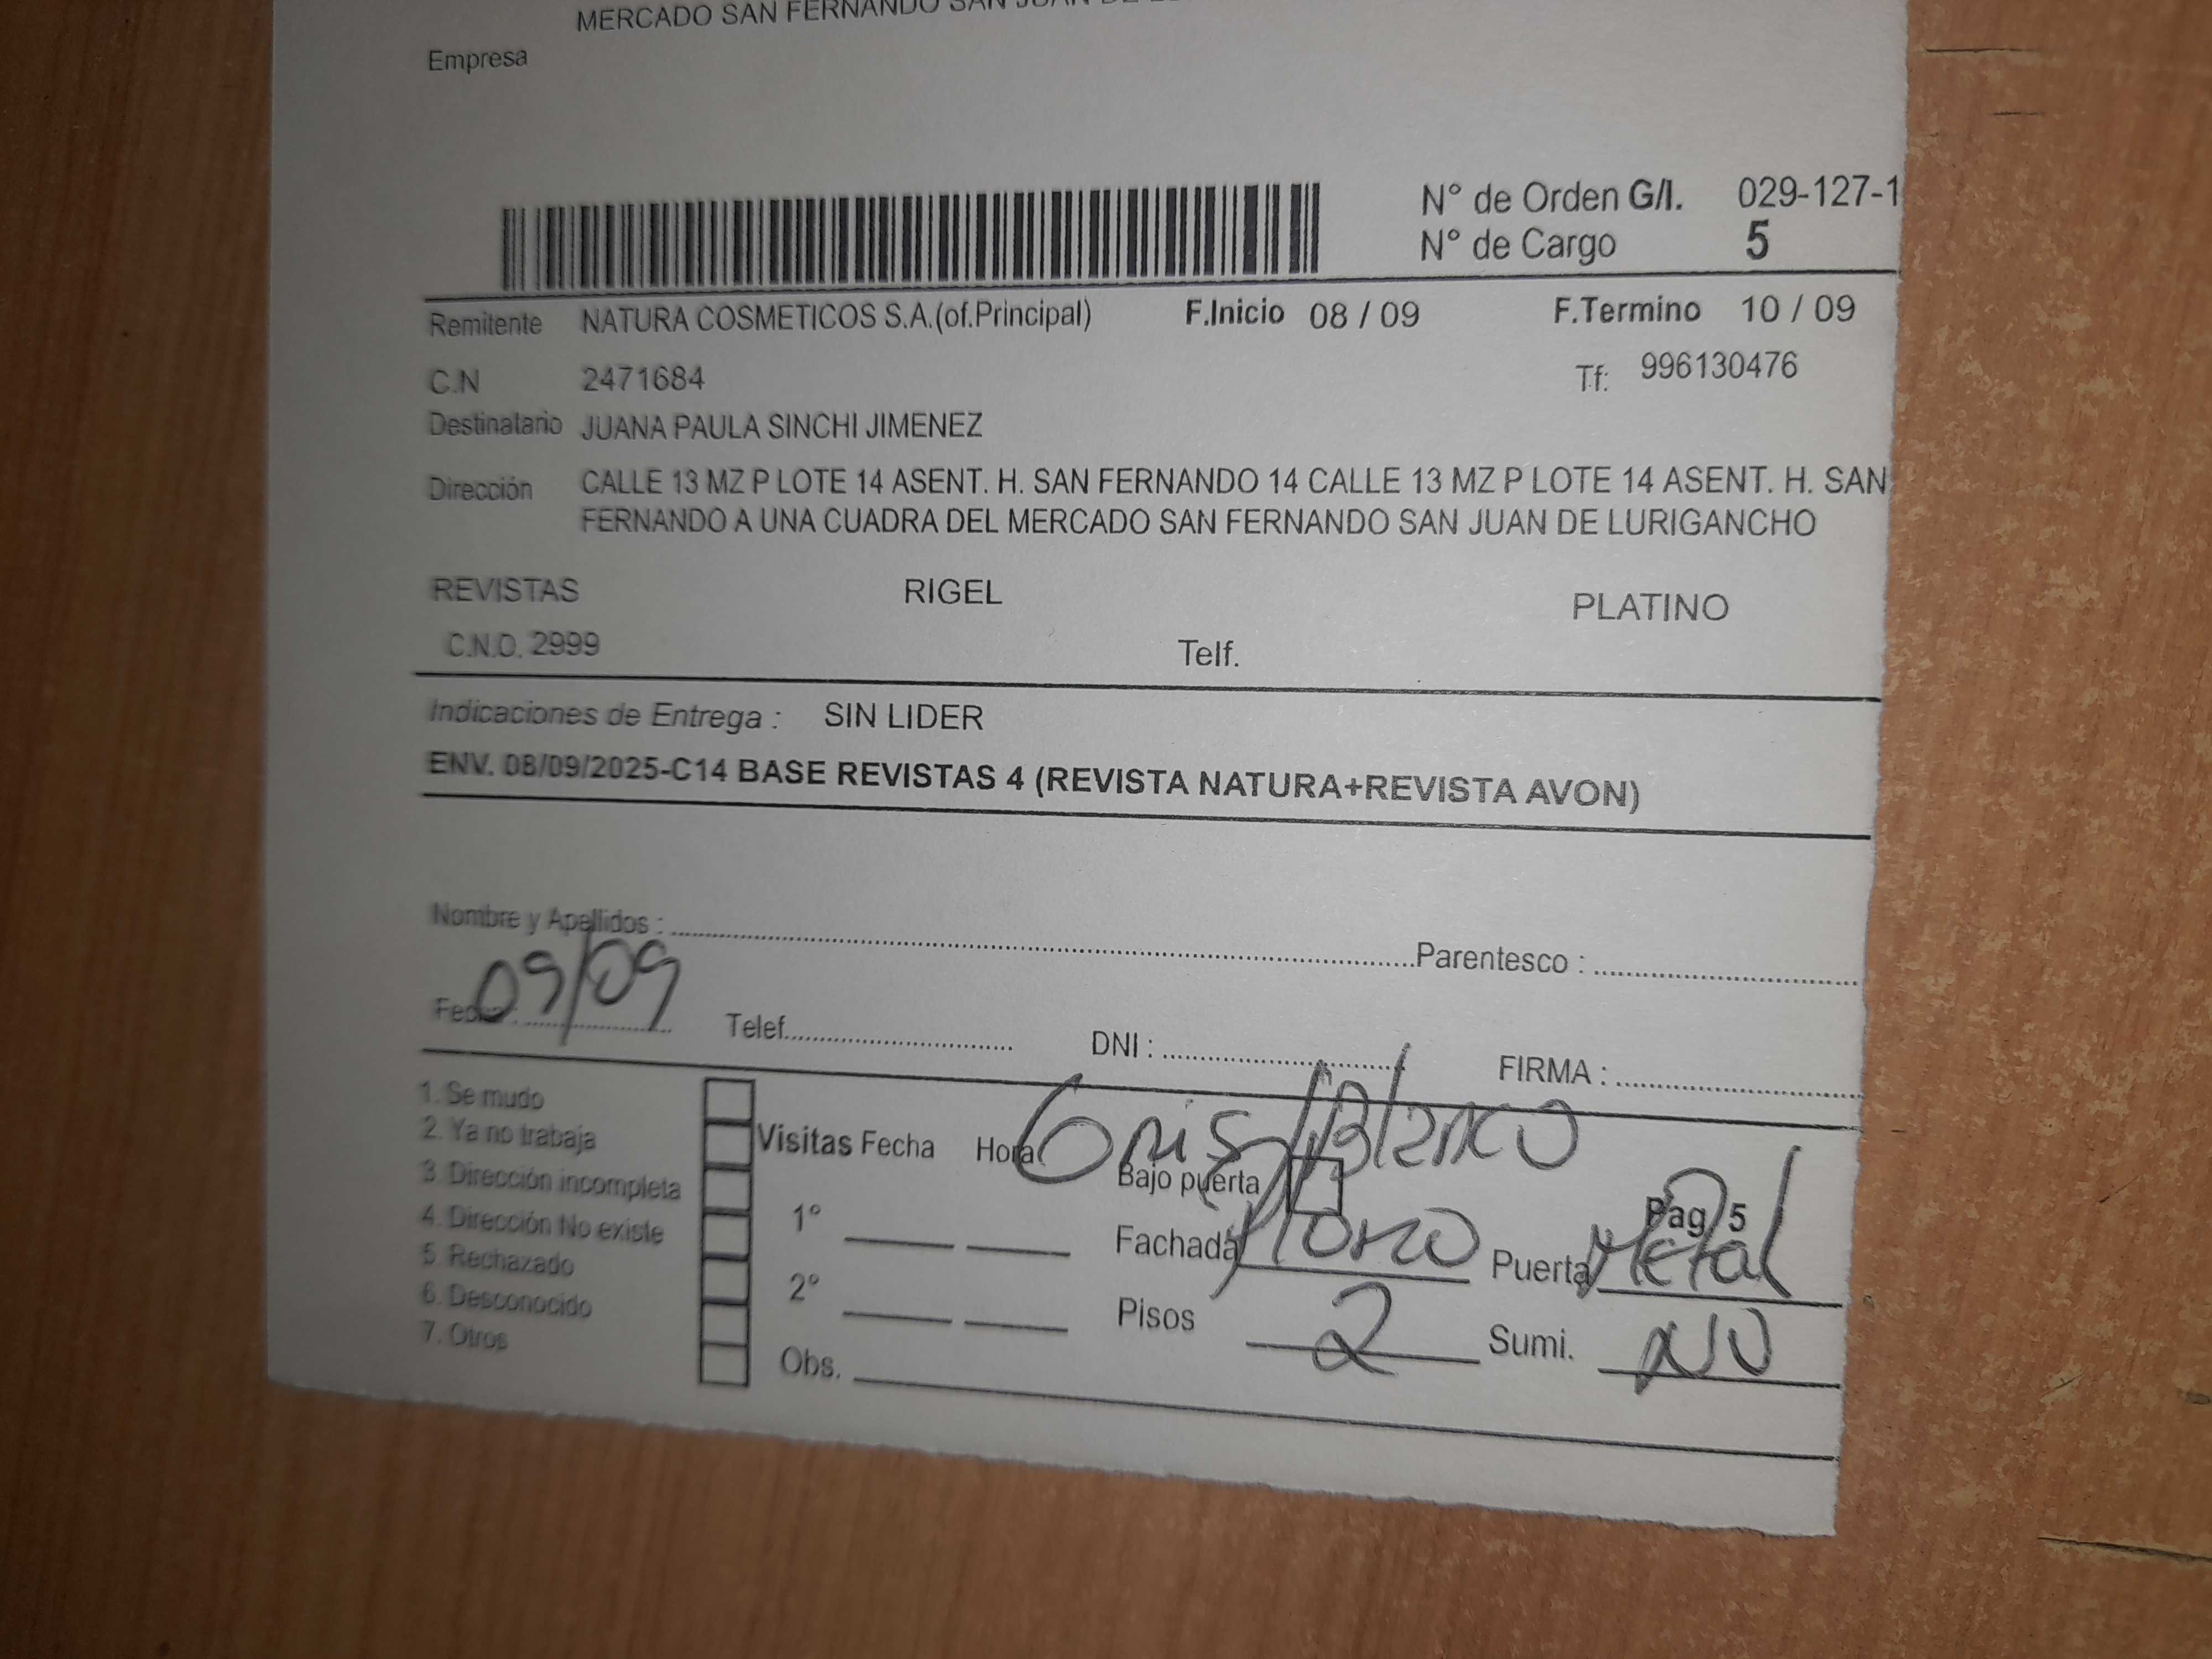 MERCADO SAN FERNANDO SAN JUAN DE
Empresa
N° de Orden G/I. 029-127-1
N° de Cargo 5
Remitente NATURA COSMETICOS S.A.(of.Principal) F.Inicio 08 / 09 F.Termino 10 / 09
C.N 2471684 Tf: 996130476
Destinatario JUANA PAULA SINCHI JIMENEZ
Dirección CALLE 13 MZ P LOTE 14 ASENT. H. SAN FERNANDO 14 CALLE 13 MZ P LOTE 14 ASENT. H. SAN
FERNANDO A UNA CUADRA DEL MERCADO SAN FERNANDO SAN JUAN DE LURIGANCHO
REVISTAS RIGEL PLATINO
C.N.O. 2999 Telf.
Indicaciones de Entrega : SIN LIDER
ENV. 08/09/2025-C14 BASE REVISTAS 4 (REVISTA NATURA+REVISTA AVON)
Nombre y Apellidos : Parentesco :
Fecha : 09/09 Telef. DNI : FIRMA :
1. Se mudo
2. Ya no trabaja Visitas Fecha Hora Gris/Blanco
3. Dirección incompleta Bajo puerta
4. Dirección No existe 1° Fachada Puerta Metal Pag 5
5. Rechazado
6. Desconocido 2° Pisos 2 Sumi. NO
7. Otros Obs.